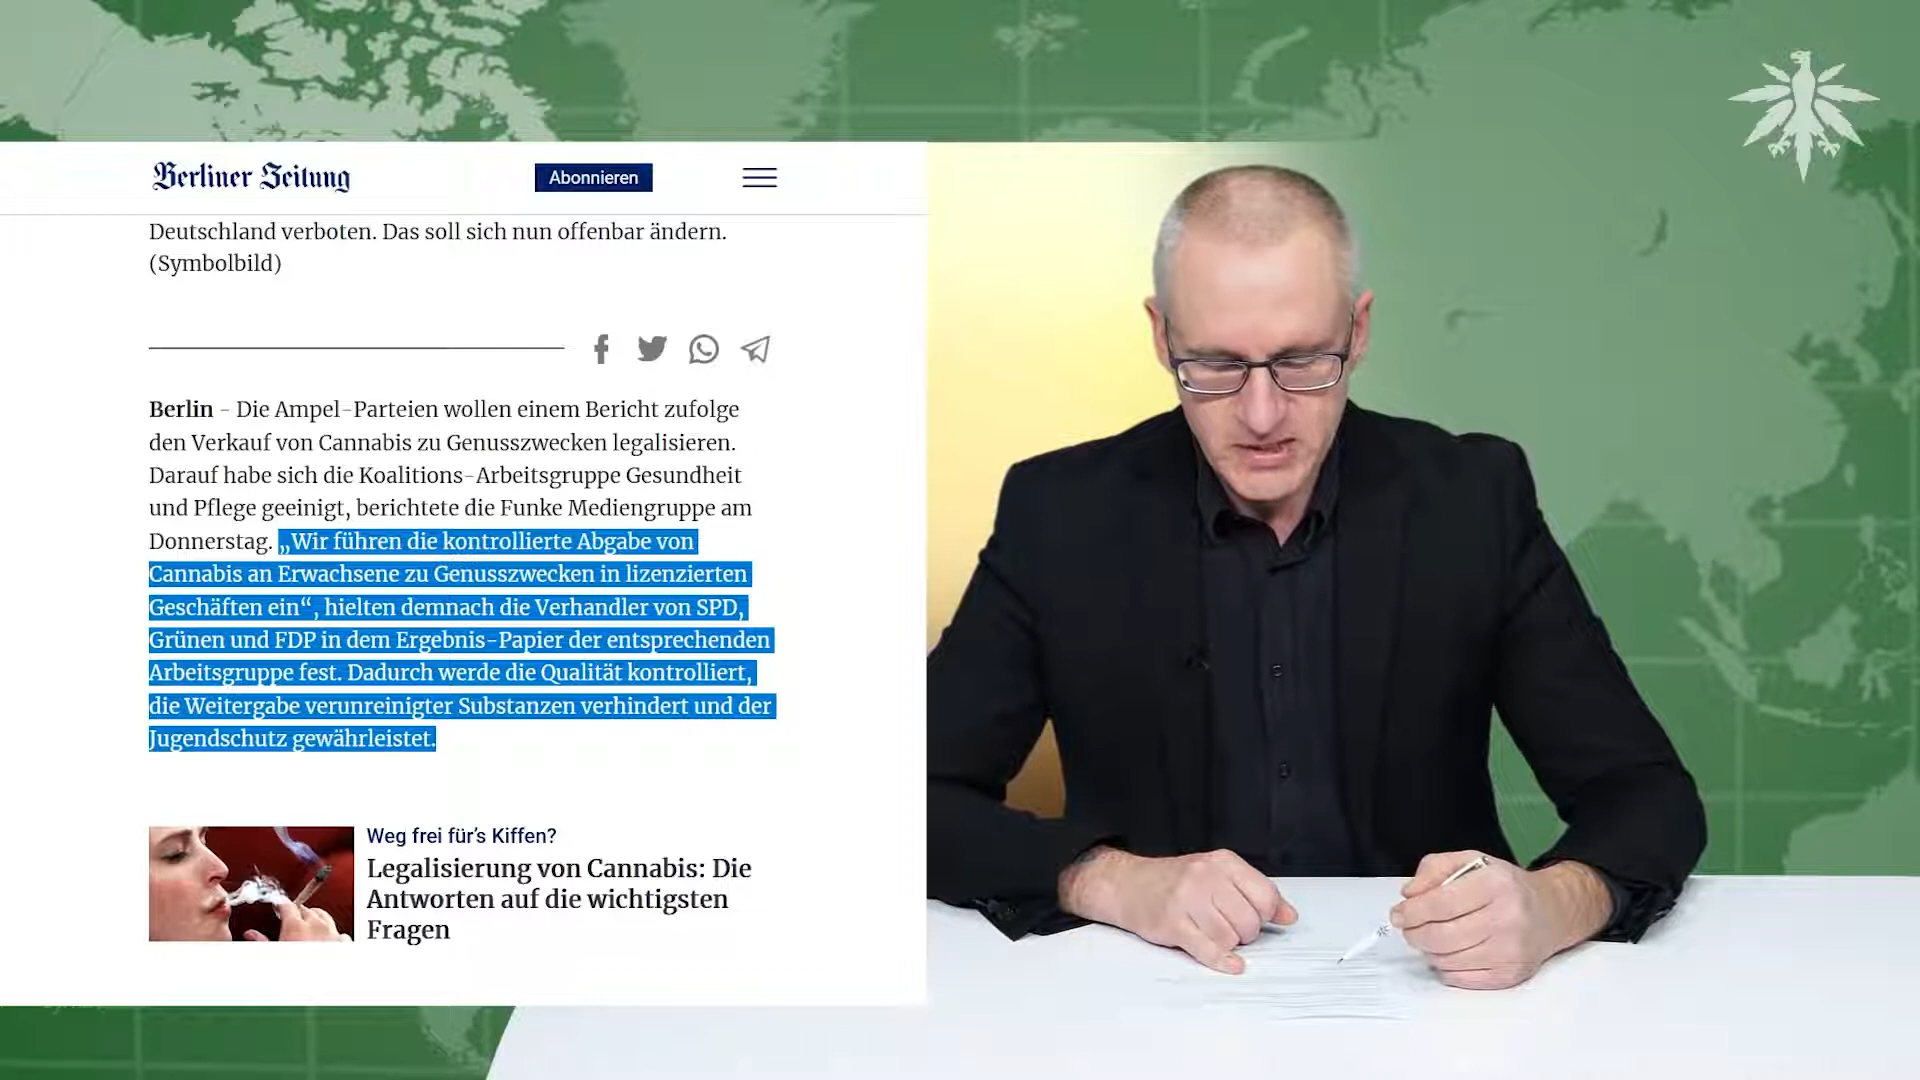 Berliner Zeitung
Abonnieren
Deutschland verboten. Das soll sich nun offenbar ändern.
(Symbolbild)
Berlin - Die Ampel-Parteien wollen einem Bericht zufolge
den Verkauf von Cannabis zu Genusszwecken legalisieren.
Darauf habe sich die Koalitions-Arbeitsgruppe Gesundheit
und Pflege geeinigt, berichtete die Funke Mediengruppe am
Donnerstag. „Wir führen die kontrollierte Abgabe von
Cannabis an Erwachsene zu Genusszwecken in lizenzierten
Geschäften ein“, hielten demnach die Verhandler von SPD,
Grünen und FDP in dem Ergebnis-Papier der entsprechenden
Arbeitsgruppe fest. Dadurch werde die Qualität kontrolliert,
die Weitergabe verunreinigter Substanzen verhindert und der
Jugendschutz gewährleistet.
Weg frei für’s Kiffen?
Legalisierung von Cannabis: Die
Antworten auf die wichtigsten
Fragen